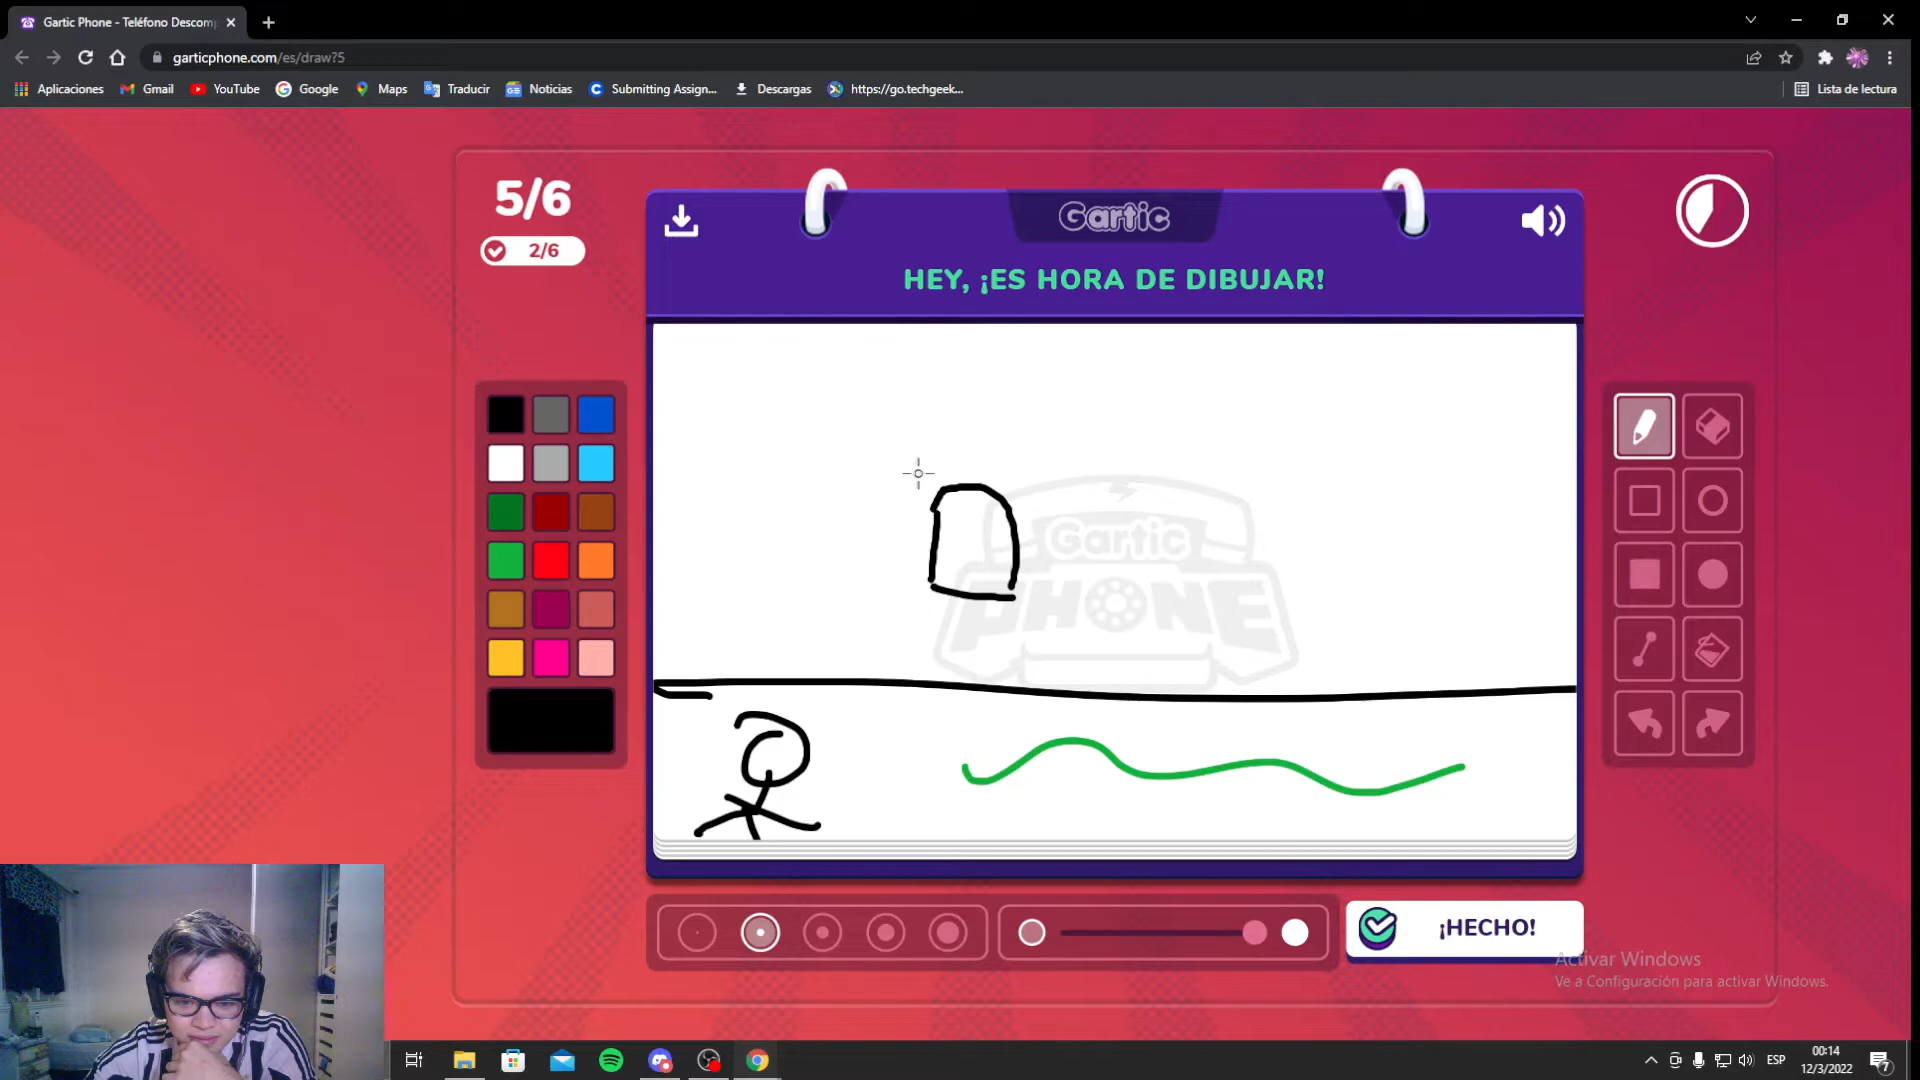 Gartic Phone - Teléfono Descomp
garticphone.com/es/draw?5
Aplicaciones
Gmail
YouTube
Google
Maps
Traducir
Noticias
Submitting Assign...
Descargas
https://go.techgeek...
Lista de lectura
5/6
2/6
Gartic
HEY, ¡ES HORA DE DIBUJAR!
Gartic
PHONE
¡HECHO!
Activar Windows
Ve a Configuración para activar Windows.
ESP
00:14
12/3/2022
7